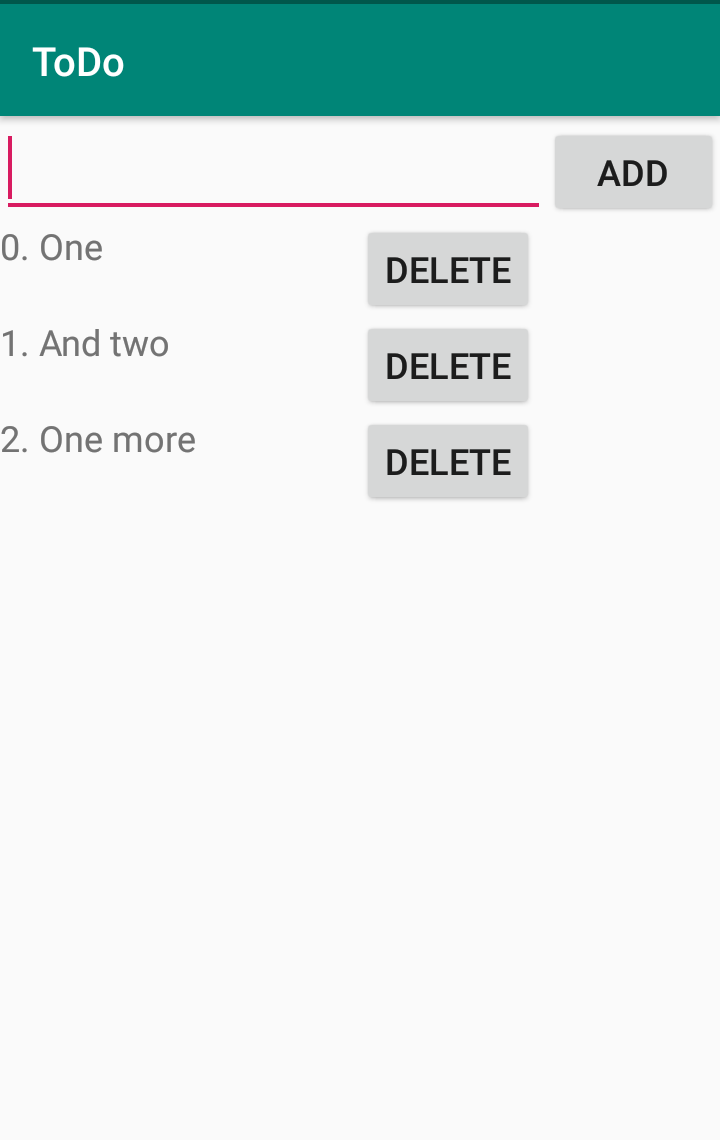 ToDo
ADD
0. One DELETE
1. And two DELETE
2. One more DELETE